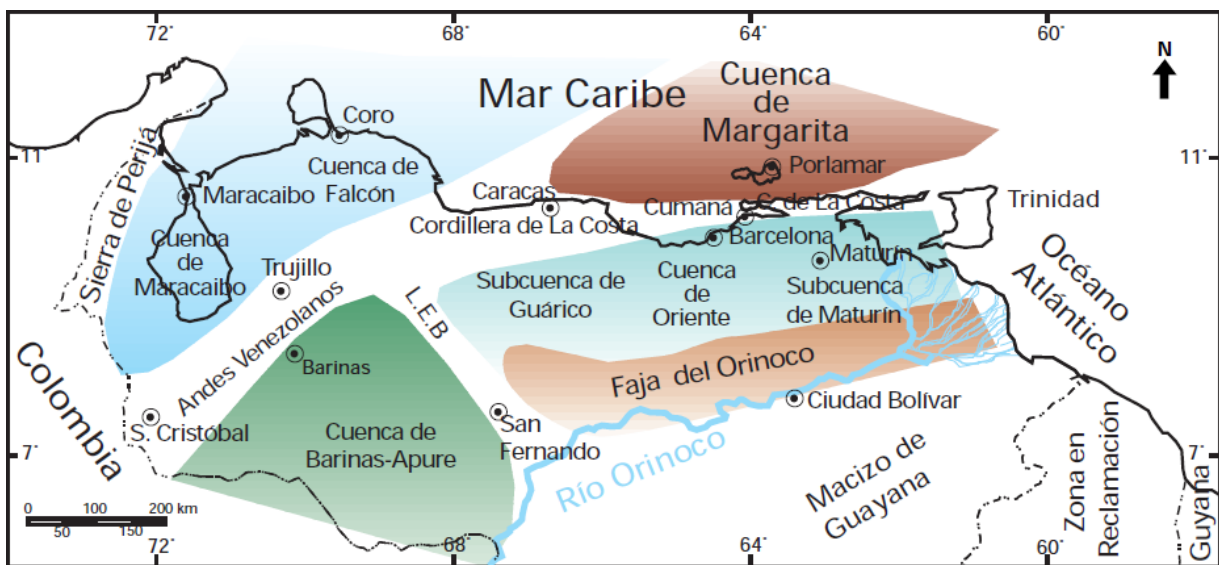 72°
68°
64°
60°
N
Mar Caribe
Cuenca
de
Margarita
Coro
11°
11°
Sierra de Perijá
Cuenca de
Falcón
Porlamar
Maracaibo
Caracas
Cumaná
C. de La Costa
Trinidad
Cordillera de La Costa
Barcelona
Cuenca
de
Maracaibo
Trujillo
Maturín
Océano
Atlántico
Subcuenca de
Guárico
Cuenca
de
Oriente
Subcuenca
de Maturín
L.E.B
Andes Venezolanos
Barinas
Faja del Orinoco
Colombia
S. Cristóbal
San
Fernando
Ciudad Bolívar
Cuenca de
Barinas-Apure
7°
7°
Río Orinoco
Macizo de
Guayana
Zona en
Reclamación
Guyana
0 100 200 km
50 150
72°
68°
64°
60°